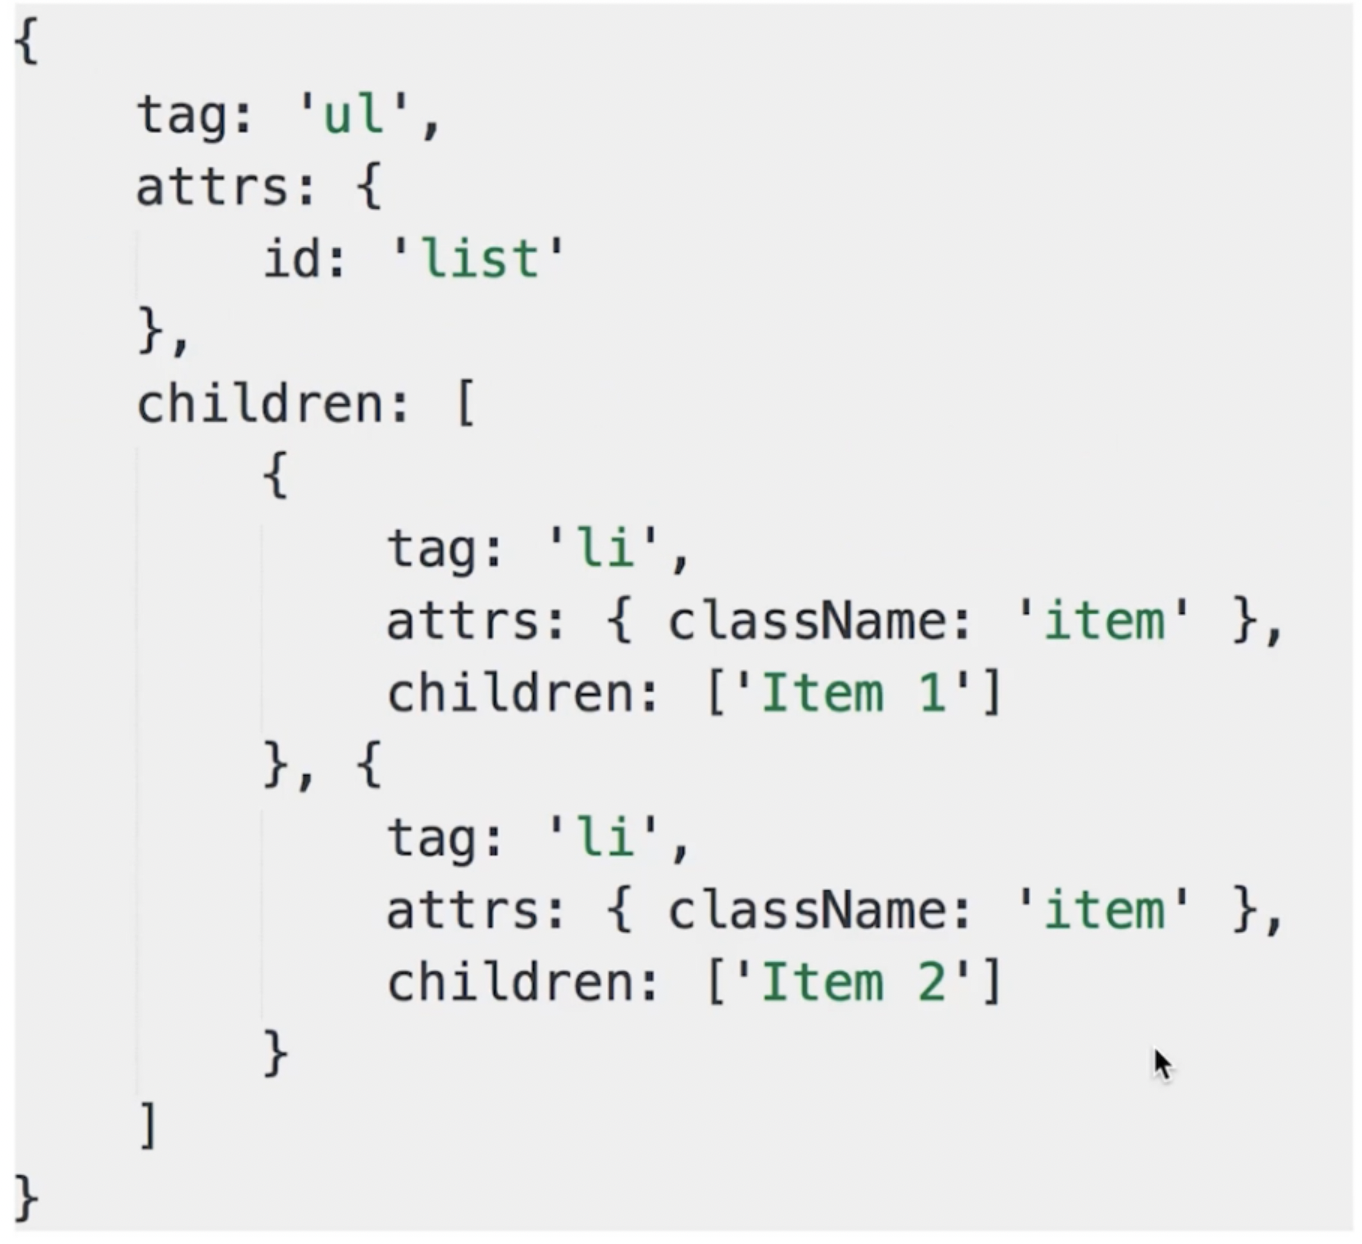 {
    tag: 'ul',
    attrs: {
        id: 'list'
    },
    children: [
        {
            tag: 'li',
            attrs: { className: 'item' },
            children: ['Item 1']
        }, {
            tag: 'li',
            attrs: { className: 'item' },
            children: ['Item 2']
        }
    ]
}